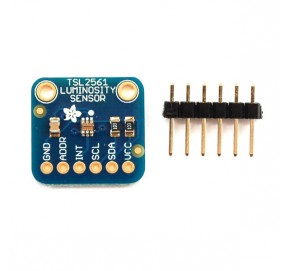 TSL2561
LUMINOSITY
SENSOR
GND
ADDR
INT
SCL
SDA
VCC